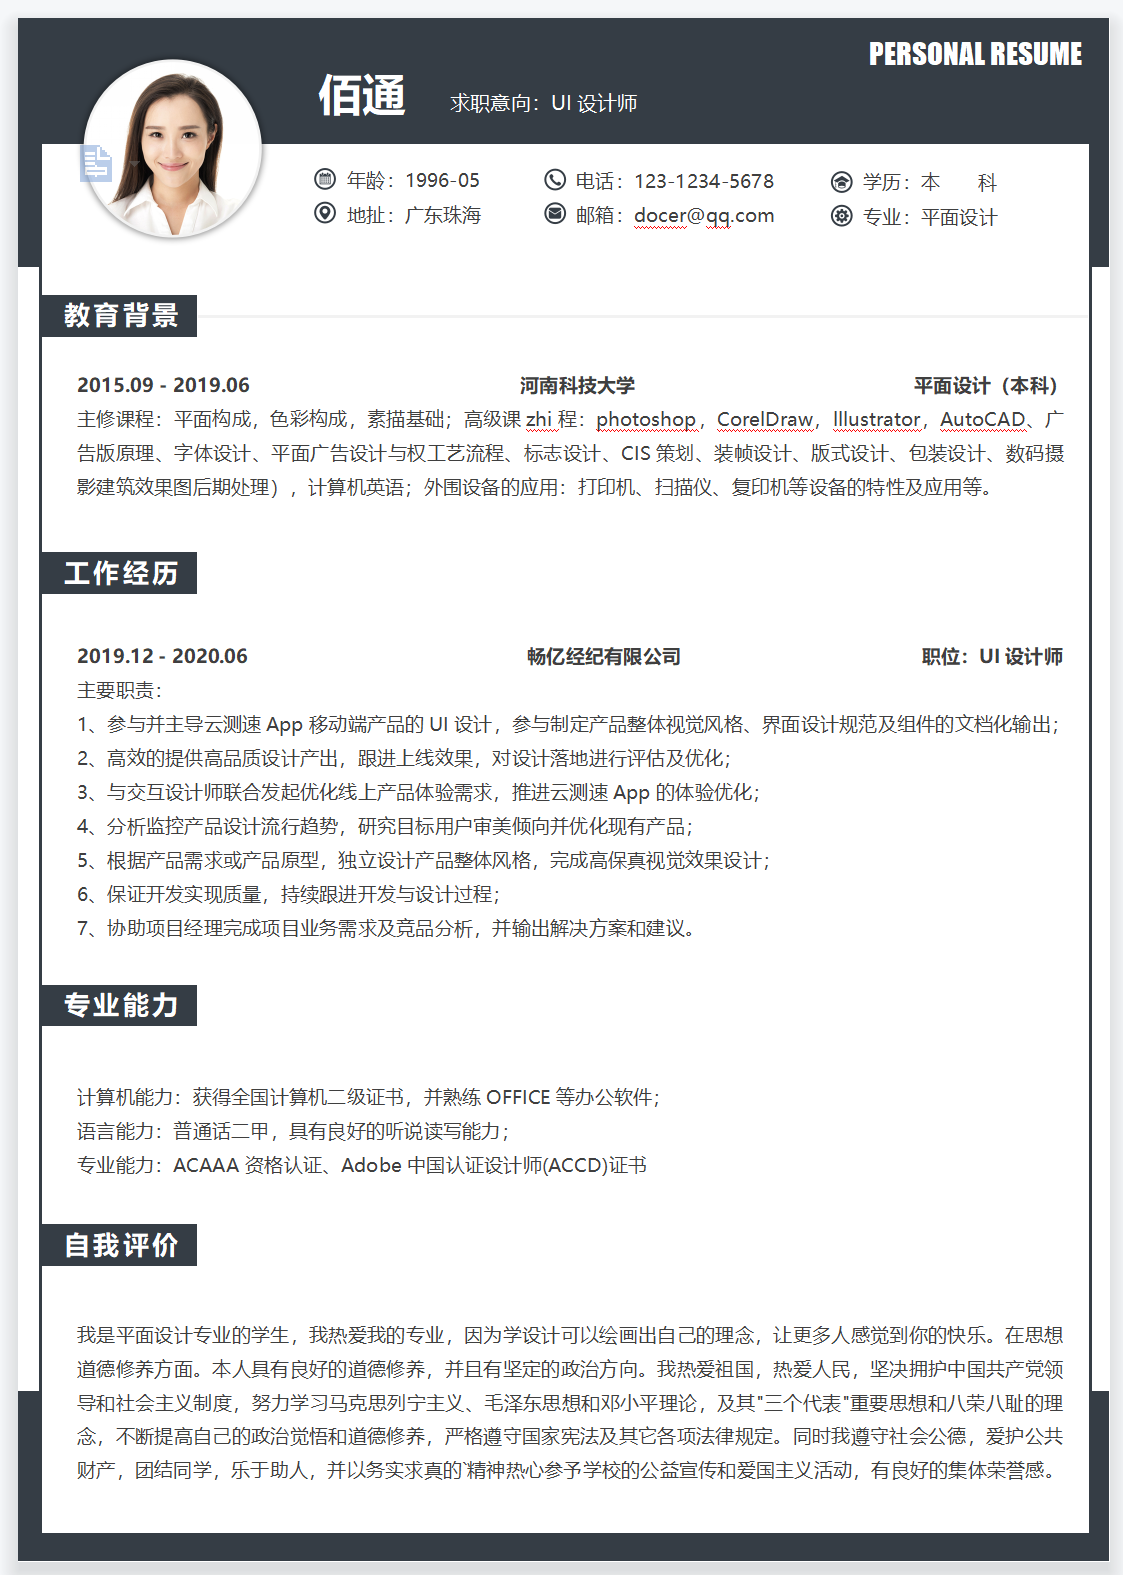 PERSONAL RESUME
佰通 求职意向：UI 设计师
年龄：1996-05 电话：123-1234-5678 学历：本 科
地扯：广东珠海 邮箱：docer@qq.com 专业：平面设计
教育背景
2015.09 - 2019.06 河南科技大学 平面设计（本科）
主修课程：平面构成，色彩构成，素描基础；高级课 zhi 程：photoshop，CorelDraw，lllustrator，AutoCAD、广
告版原理、字体设计、平面广告设计与权工艺流程、标志设计、CIS 策划、装帧设计、版式设计、包装设计、数码摄
影建筑效果图后期处理），计算机英语；外围设备的应用：打印机、扫描仪、复印机等设备的特性及应用等。
工作经历
2019.12 - 2020.06 畅亿经纪有限公司 职位：UI 设计师
主要职责：
1、参与并主导云测速 App 移动端产品的 UI 设计，参与制定产品整体视觉风格、界面设计规范及组件的文档化输出；
2、高效的提供高品质设计产出，跟进上线效果，对设计落地进行评估及优化；
3、与交互设计师联合发起优化线上产品体验需求，推进云测速 App 的体验优化；
4、分析监控产品设计流行趋势，研究目标用户审美倾向并优化现有产品；
5、根据产品需求或产品原型，独立设计产品整体风格，完成高保真视觉效果设计；
6、保证开发实现质量，持续跟进开发与设计过程；
7、协助项目经理完成项目业务需求及竞品分析，并输出解决方案和建议。
专业能力
计算机能力：获得全国计算机二级证书，并熟练 OFFICE 等办公软件；
语言能力：普通话二甲，具有良好的听说读写能力；
专业能力：ACAAA 资格认证、Adobe 中国认证设计师(ACCD)证书
自我评价
我是平面设计专业的学生，我热爱我的专业，因为学设计可以绘画出自己的理念，让更多人感觉到你的快乐。在思想
道德修养方面。本人具有良好的道德修养，并且有坚定的政治方向。我热爱祖国，热爱人民，坚决拥护中国共产党领
导和社会主义制度，努力学习马克思列宁主义、毛泽东思想和邓小平理论，及其"三个代表"重要思想和八荣八耻的理
念，不断提高自己的政治觉悟和道德修养，严格遵守国家宪法及其它各项法律规定。同时我遵守社会公德，爱护公共
财产，团结同学，乐于助人，并以务实求真的`精神热心参予学校的公益宣传和爱国主义活动，有良好的集体荣誉感。